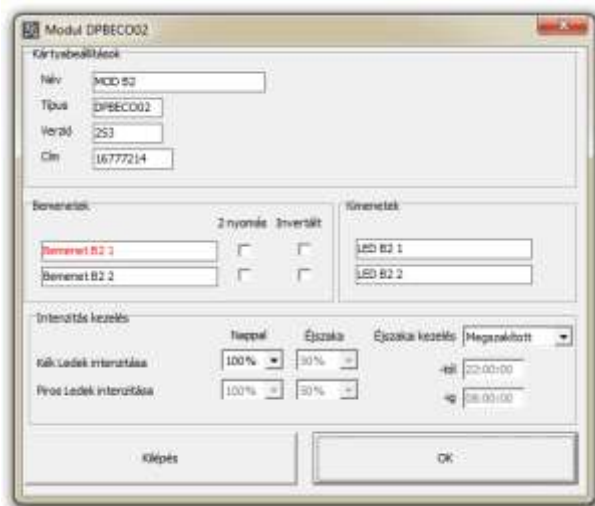 Modul DPBECO02
Kártyabeállítások
Név MOD B2
Típus DPBECO02
Verzió 253
Cím 16777214
Bemenetek
2 nyomás Invertált
Bemenet B2 1
Bemenet B2 2
Kimenetek
LED B2 1
LED B2 2
Intenzitás kezelés
Nappal Éjszaka Éjszakai kezelés Megszakított
Kék Ledek intenzitása 100% 30% -tól 22:00:00
Piros Ledek intenzitása 100% 50% -ig 08:00:00
Kilépés OK